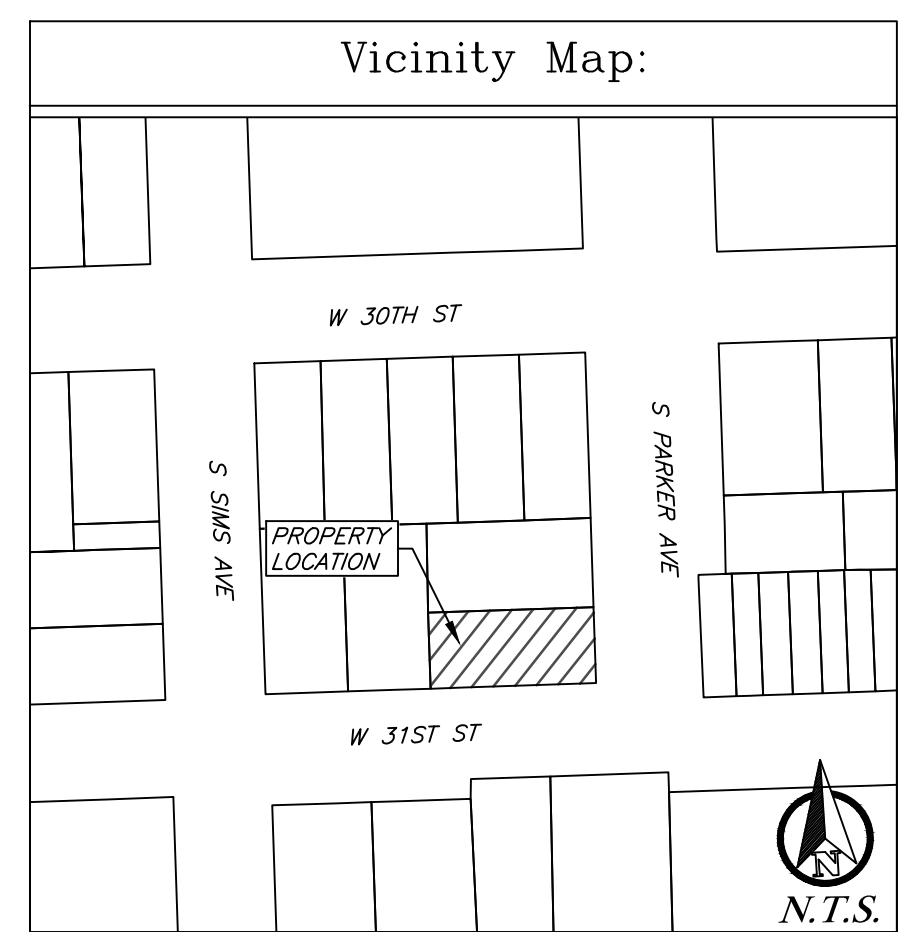 Vicinity Map:
W 30TH ST
S SIMS AVE
S PARKER AVE
PROPERTY
LOCATION
W 31ST ST
N
N.T.S.